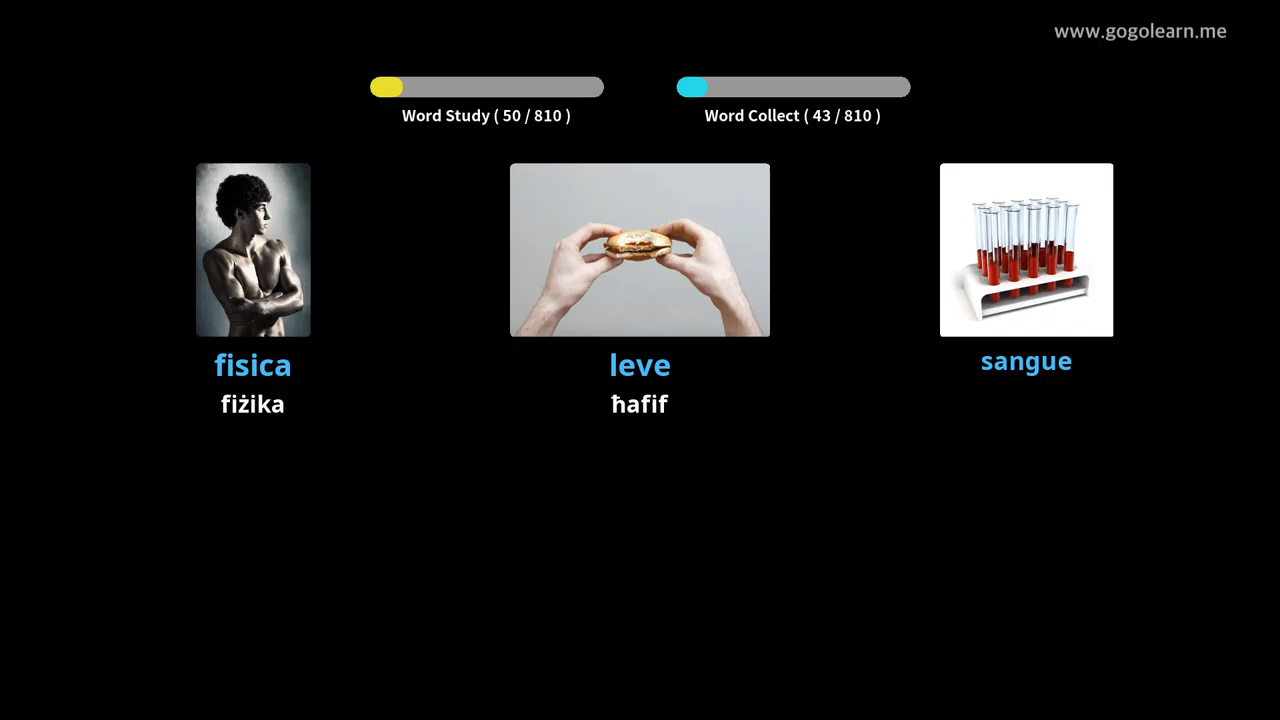 www.gogolearn.me
Word Study ( 50 / 810 )
Word Collect ( 43 / 810 )
fisica
leve
sangue
fiżika
ħafif